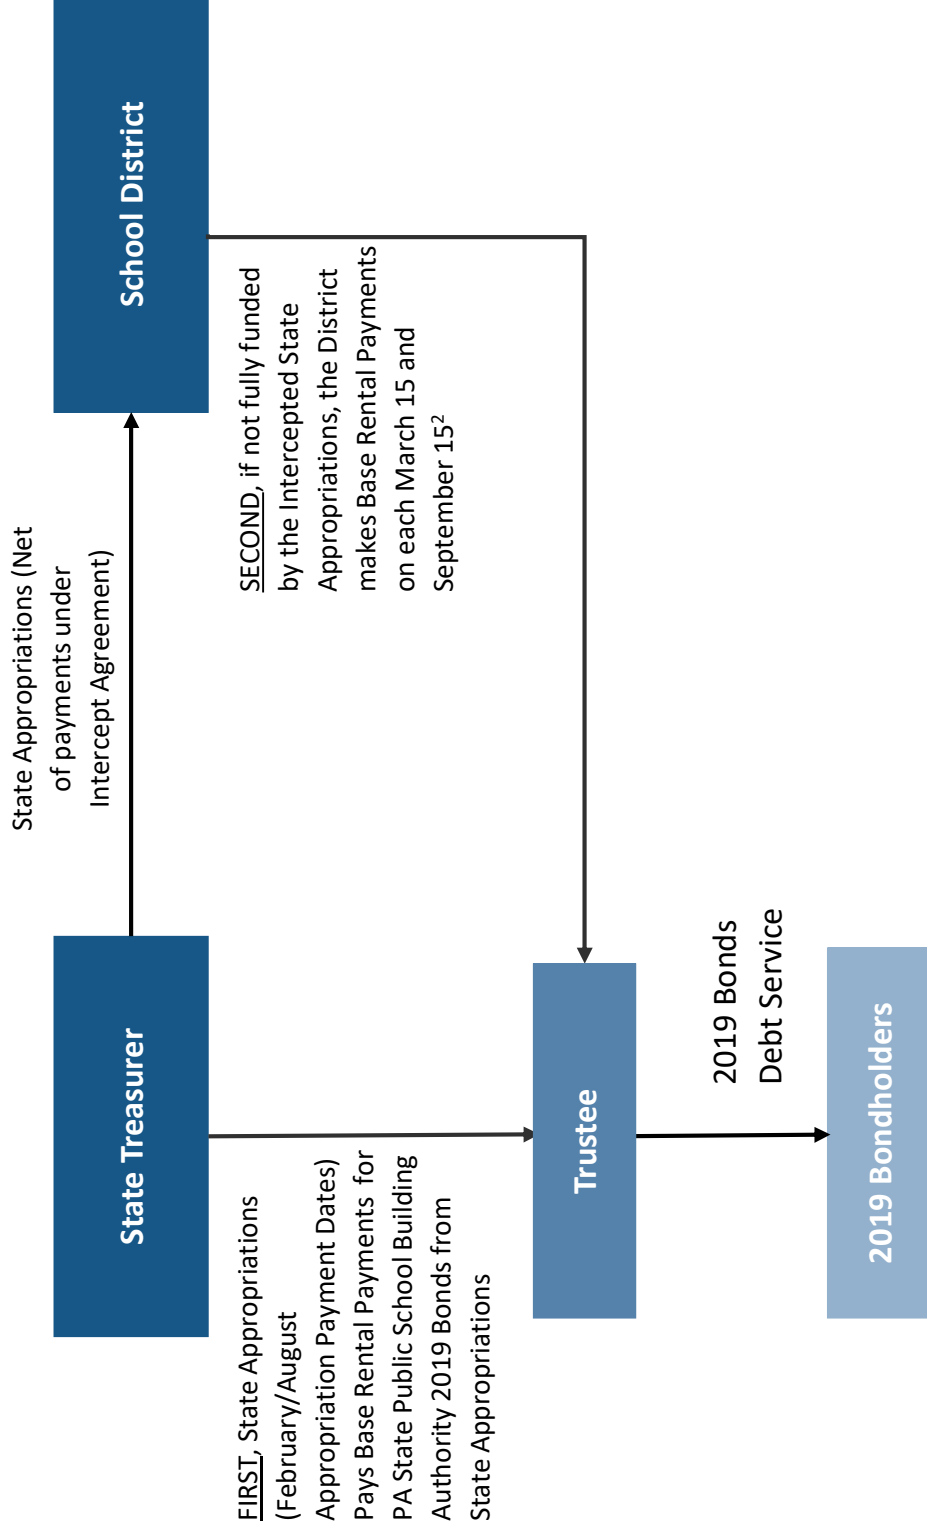 State Appropriations (Net
of payments under
Intercept Agreement)
State Treasurer
School District
FIRST, State Appropriations
(February/August
Appropriation Payment Dates)
Pays Base Rental Payments for
PA State Public School Building
Authority 2019 Bonds from
State Appropriations
SECOND, if not fully funded
by the Intercepted State
Appropriations, the District
makes Base Rental Payments
on each March 15 and
September 15²
Trustee
2019 Bonds
Debt Service
2019 Bondholders